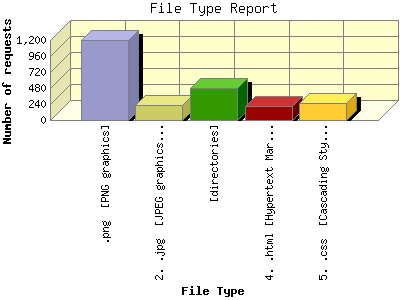 File Type Report
Number of requests
1,200
960
720
480
240
0
.png [PNG graphics]
2. .jpg [JPEG graphics...
[directories]
4. .html [Hypertext Mar...
5. .css [Cascading Sty...
File Type